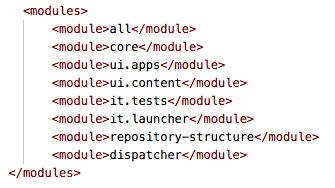 <modules>
<module>all</module>
<module>core</module>
<module>ui.apps</module>
<module>ui.content</module>
<module>it.tests</module>
<module>it.launcher</module>
<module>repository-structure</module>
<module>dispatcher</module>
</modules>